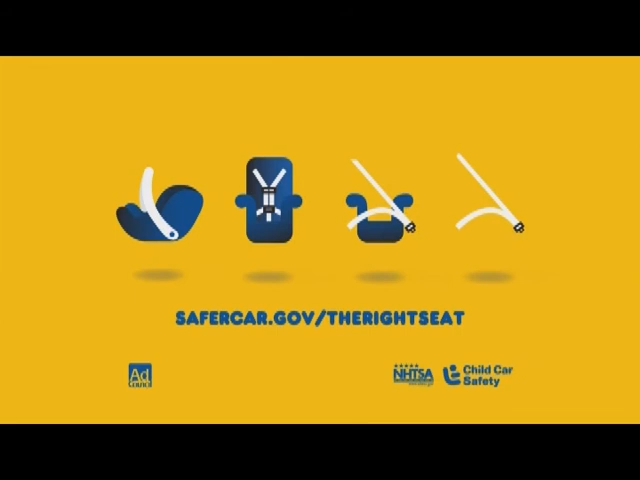 SAFERCAR.GOV/THERIGHTSEAT
Ad
Council
NHTSA
Child Car
Safety